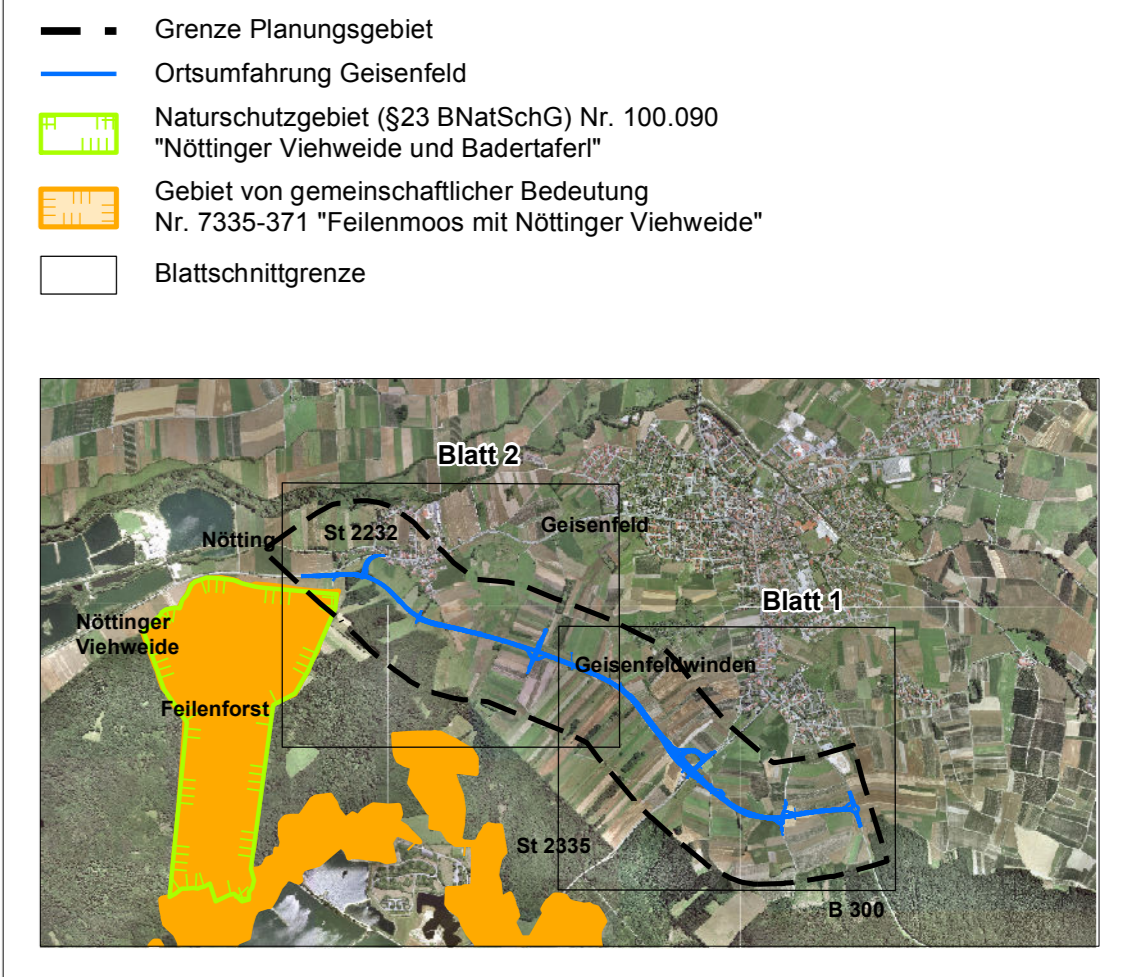 Grenze Planungsgebiet
Ortsumfahrung Geisenfeld
Naturschutzgebiet (§23 BNatSchG) Nr. 100.090
"Nöttinger Viehweide und Badertaferl"
Gebiet von gemeinschaftlicher Bedeutung
Nr. 7335-371 "Feilenmoos mit Nöttinger Viehweide"
Blattschnittgrenze
Blatt 2
Geisenfeld
St 2232
Nötting
Blatt 1
Nöttinger
Viehweide
Geisenfeldwinden
Feilenforst
St 2335
B 300